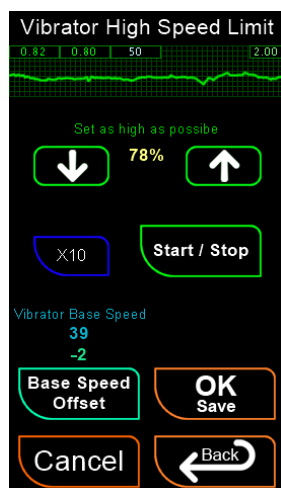 Vibrator High Speed Limit
0.82 0.80 50 2.00
Set as high as possibe
78%
X10
Start / Stop
Vibrator Base Speed
39
-2
Base Speed
Offset
OK
Save
Cancel
Back